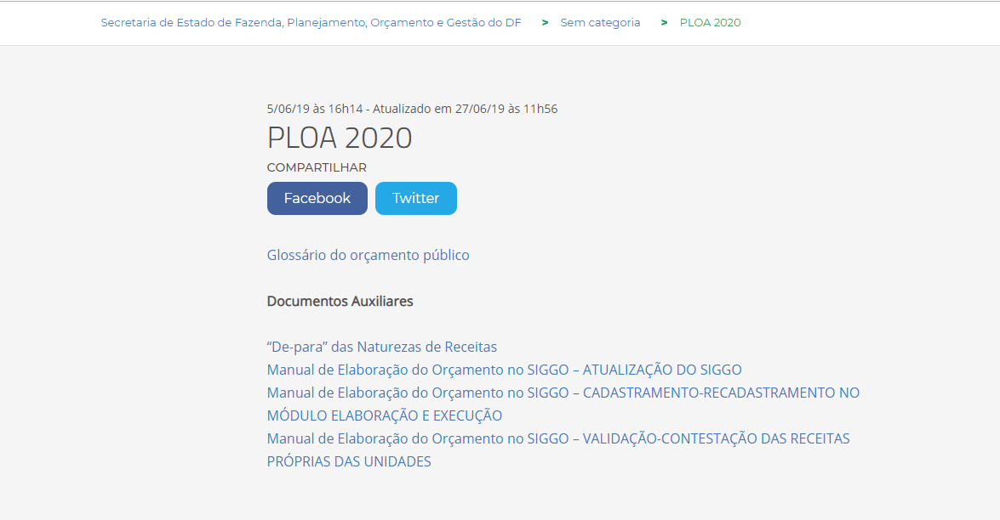 Secretaria de Estado de Fazenda, Planejamento, Orçamento e Gestão do DF > Sem categoria > PLOA 2020
5/06/19 às 16h14 - Atualizado em 27/06/19 às 11h56
PLOA 2020
COMPARTILHAR
Facebook Twitter
Glossário do orçamento público
Documentos Auxiliares
“De-para” das Naturezas de Receitas
Manual de Elaboração do Orçamento no SIGGO – ATUALIZAÇÃO DO SIGGO
Manual de Elaboração do Orçamento no SIGGO – CADASTRAMENTO-RECADASTRAMENTO NO
MÓDULO ELABORAÇÃO E EXECUÇÃO
Manual de Elaboração do Orçamento no SIGGO – VALIDAÇÃO-CONTESTAÇÃO DAS RECEITAS
PRÓPRIAS DAS UNIDADES